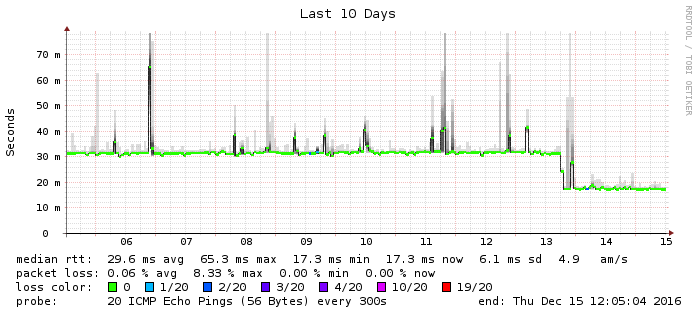 Last 10 Days
RRDTOOL / TOBI OETIKER
Seconds
70 m
60 m
50 m
40 m
30 m
20 m
10 m
0
06 07 08 09 10 11 12 13 14 15
median rtt: 29.6 ms avg 65.3 ms max 17.3 ms min 17.3 ms now 6.1 ms sd 4.9 am/s
packet loss: 0.06 % avg 8.33 % max 0.00 % min 0.00 % now
loss color: 0 1/20 2/20 3/20 4/20 10/20 19/20
probe: 20 ICMP Echo Pings (56 Bytes) every 300s end: Thu Dec 15 12:05:04 2016